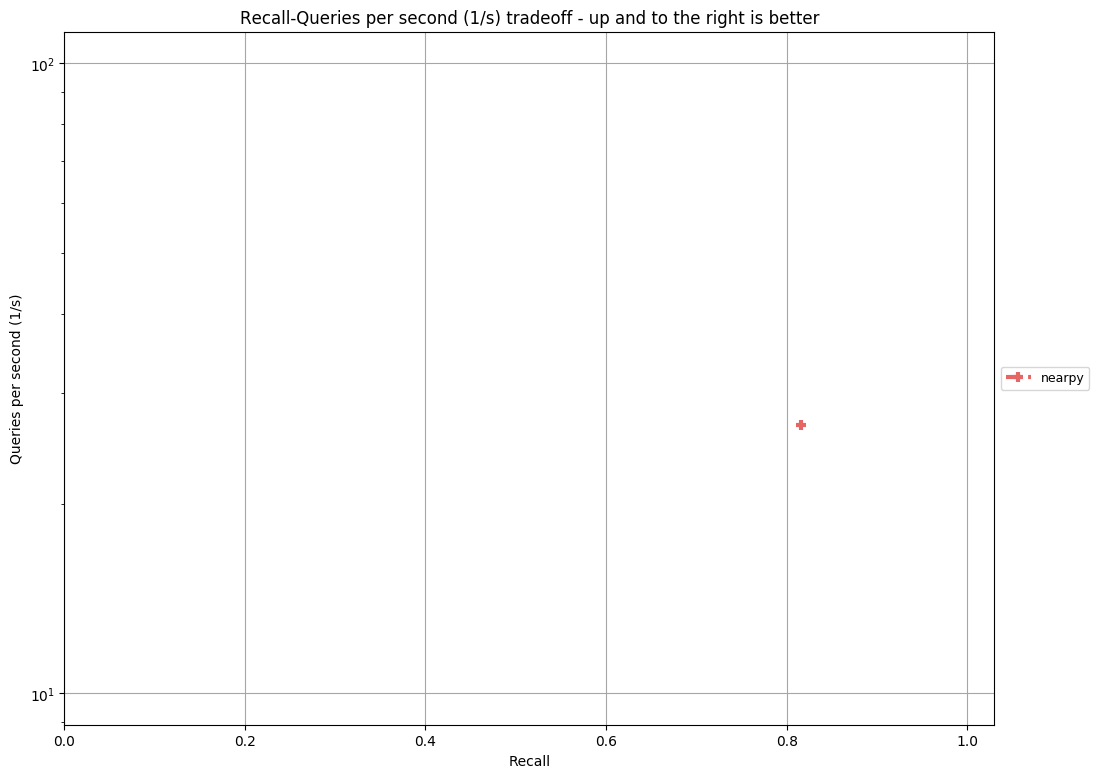 Recall-Queries per second (1/s) tradeoff - up and to the right is better
10²
Queries per second (1/s)
nearpy
10¹
0.0 0.2 0.4 0.6 0.8 1.0
Recall